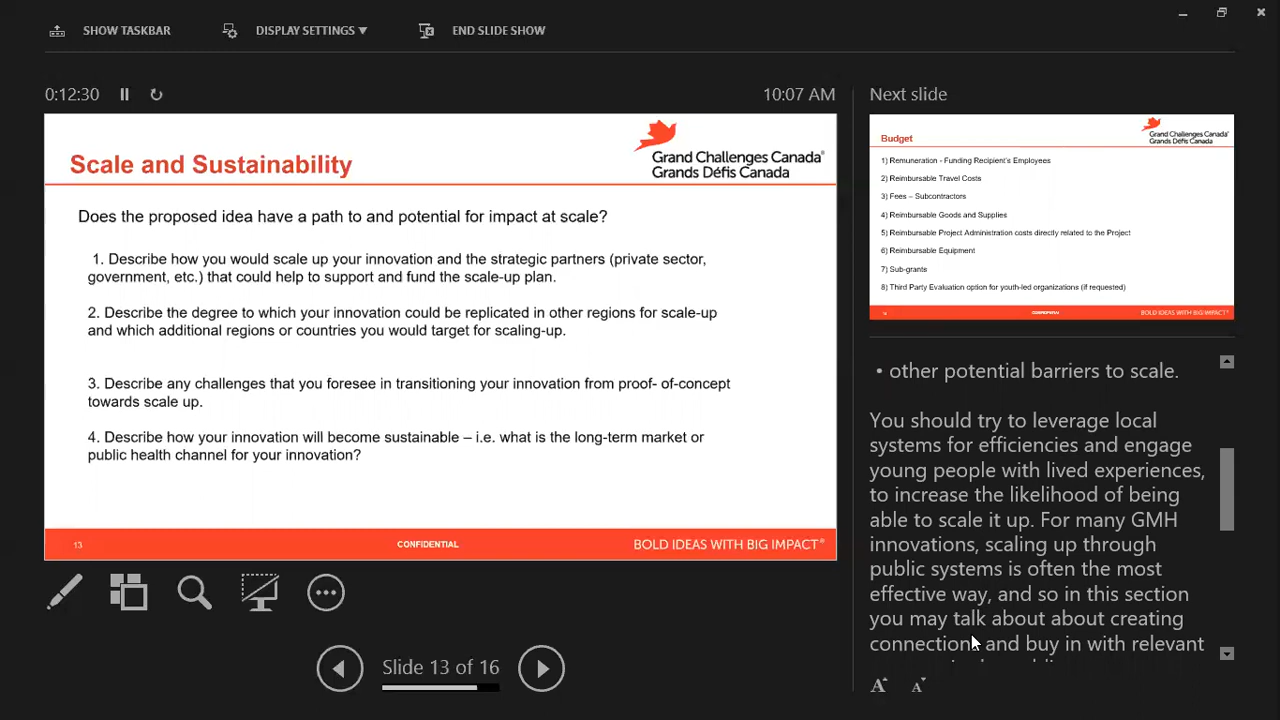 SHOW TASKBAR
DISPLAY SETTINGS ▼
END SLIDE SHOW
0:12:30
10:07 AM
Scale and Sustainability
Grand Challenges Canada®
Grands Défis Canada
Does the proposed idea have a path to and potential for impact at scale?
1. Describe how you would scale up your innovation and the strategic partners (private sector,
government, etc.) that could help to support and fund the scale-up plan.
2. Describe the degree to which your innovation could be replicated in other regions for scale-up
and which additional regions or countries you would target for scaling-up.
3. Describe any challenges that you foresee in transitioning your innovation from proof- of-concept
towards scale up.
4. Describe how your innovation will become sustainable – i.e. what is the long-term market or
public health channel for your innovation?
13
CONFIDENTIAL
BOLD IDEAS WITH BIG IMPACT®
Slide 13 of 16
Next slide
Budget
Grand Challenges Canada®
Grands Défis Canada
1) Remuneration - Funding Recipient's Employees
2) Reimbursable Travel Costs
3) Fees – Subcontractors
4) Reimbursable Goods and Supplies
5) Reimbursable Project Administration costs directly related to the Project
6) Reimbursable Equipment
7) Sub-grants
8) Third Party Evaluation option for youth-led organizations (if requested)
CONFIDENTIAL
BOLD IDEAS WITH BIG IMPACT®
• other potential barriers to scale.
You should try to leverage local
systems for efficiencies and engage
young people with lived experiences,
to increase the likelihood of being
able to scale it up. For many GMH
innovations, scaling up through
public systems is often the most
effective way, and so in this section
you may talk about about creating
connections and buy in with relevant
A
A